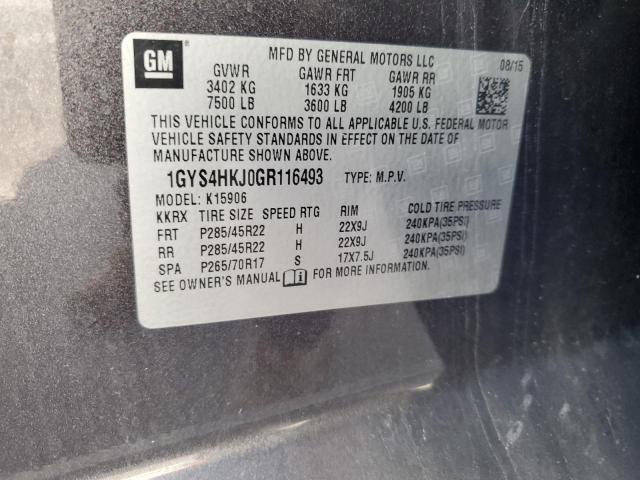 GM
MFD BY GENERAL MOTORS LLC 08/15
GVWR GAWR FRT GAWR RR
3402 KG 1633 KG 1905 KG
7500 LB 3600 LB 4200 LB
THIS VEHICLE CONFORMS TO ALL APPLICABLE U.S. FEDERAL MOTOR
VEHICLE SAFETY STANDARDS IN EFFECT ON THE DATE OF
MANUFACTURE SHOWN ABOVE.
1GYS4HKJ0GR116493 TYPE: M.P.V.
MODEL: K15906
KKRX TIRE SIZE SPEED RTG RIM COLD TIRE PRESSURE
FRT P285/45R22 H 22X9J 240KPA(35PSI)
RR P285/45R22 H 22X9J 240KPA(35PSI)
SPA P265/70R17 S 17X7.5J 240KPA(35PSI)
SEE OWNER'S MANUAL FOR MORE INFORMATION.